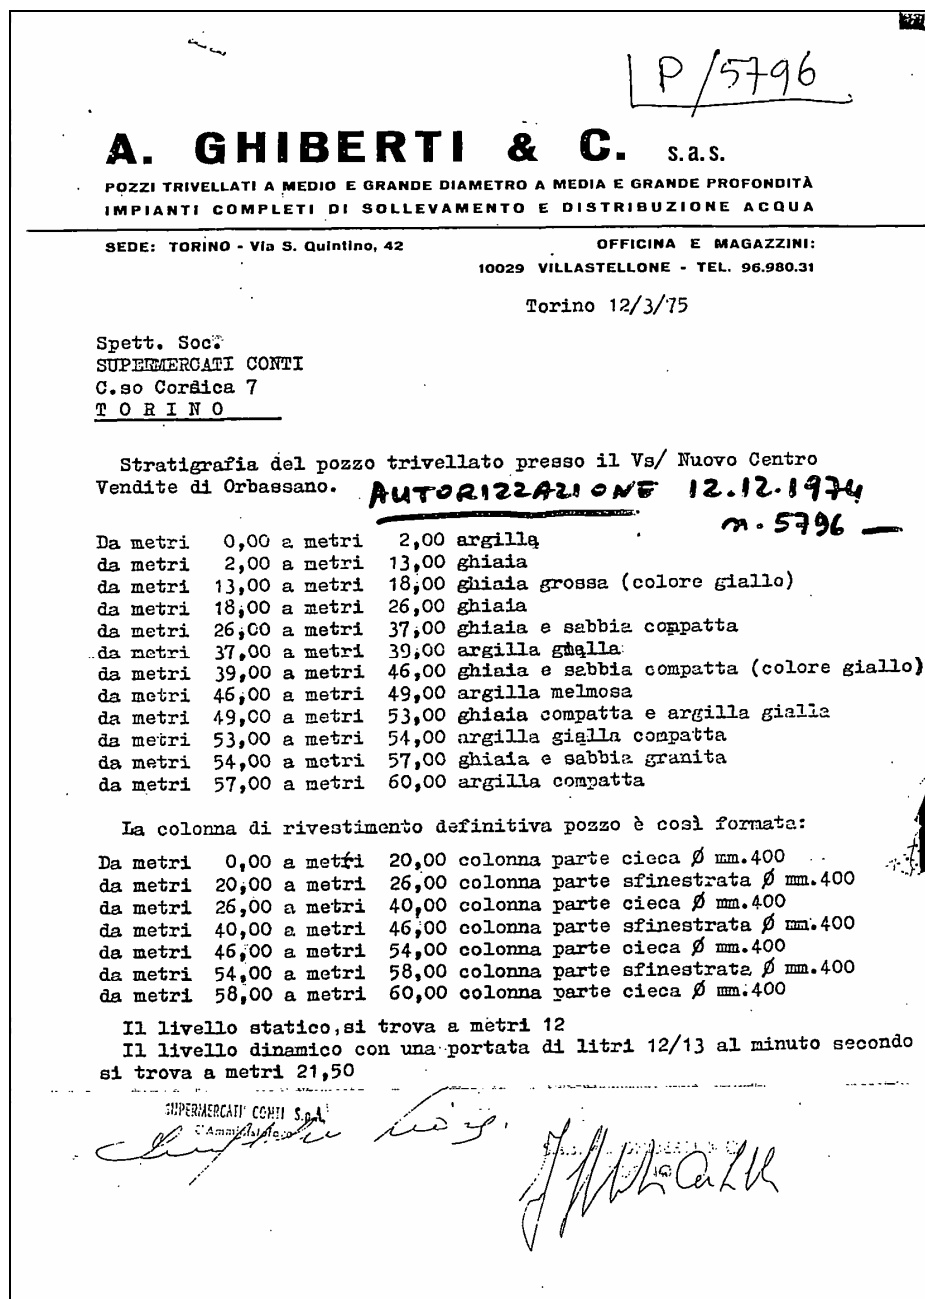 P/5796
A. GHIBERTI & C. s.a.s.
POZZI TRIVELLATI A MEDIO E GRANDE DIAMETRO A MEDIA E GRANDE PROFONDITÀ
IMPIANTI COMPLETI DI SOLLEVAMENTO E DISTRIBUZIONE ACQUA
SEDE: TORINO - Via S. Quintino, 42
OFFICINA E MAGAZZINI:
10029 VILLASTELLONE - TEL. 96.980.31
Torino 12/3/75
Spett. Soc.
SUPERMERCATI CONTI
C.so Corsica 7
T O R I N O
Stratigrafia del pozzo trivellato presso il Vs/ Nuovo Centro
Vendite di Orbassano. AUTORIZZAZIONE 12.12.1974
n. 5796
Da metri 0,00 a metri 2,00 argilla
da metri 2,00 a metri 13,00 ghiaia
da metri 13,00 a metri 18,00 ghiaia grossa (colore giallo)
da metri 18,00 a metri 26,00 ghiaia
da metri 26,00 a metri 37,00 ghiaia e sabbia compatta
da metri 37,00 a metri 39,00 argilla gialla
da metri 39,00 a metri 46,00 ghiaia e sabbia compatta (colore giallo)
da metri 46,00 a metri 49,00 argilla melmosa
da metri 49,00 a metri 53,00 ghiaia compatta e argilla gialla
da metri 53,00 a metri 54,00 argilla gialla compatta
da metri 54,00 a metri 57,00 ghiaia e sabbia granita
da metri 57,00 a metri 60,00 argilla compatta
La colonna di rivestimento definitiva pozzo è così formata:
Da metri 0,00 a metri 20,00 colonna parte cieca Ø mm.400
da metri 20,00 a metri 26,00 colonna parte sfinestrata Ø mm.400
da metri 26,00 a metri 40,00 colonna parte cieca Ø mm.400
da metri 40,00 a metri 46,00 colonna parte sfinestrata Ø mm.400
da metri 46,00 a metri 54,00 colonna parte cieca Ø mm.400
da metri 54,00 a metri 58,00 colonna parte sfinestrata Ø mm.400
da metri 58,00 a metri 60,00 colonna parte cieca Ø mm.400
Il livello statico,si trova a metri 12
Il livello dinamico con una portata di litri 12/13 al minuto secondo
si trova a metri 21,50
SUPERMERCATI CONTI S.p.A.